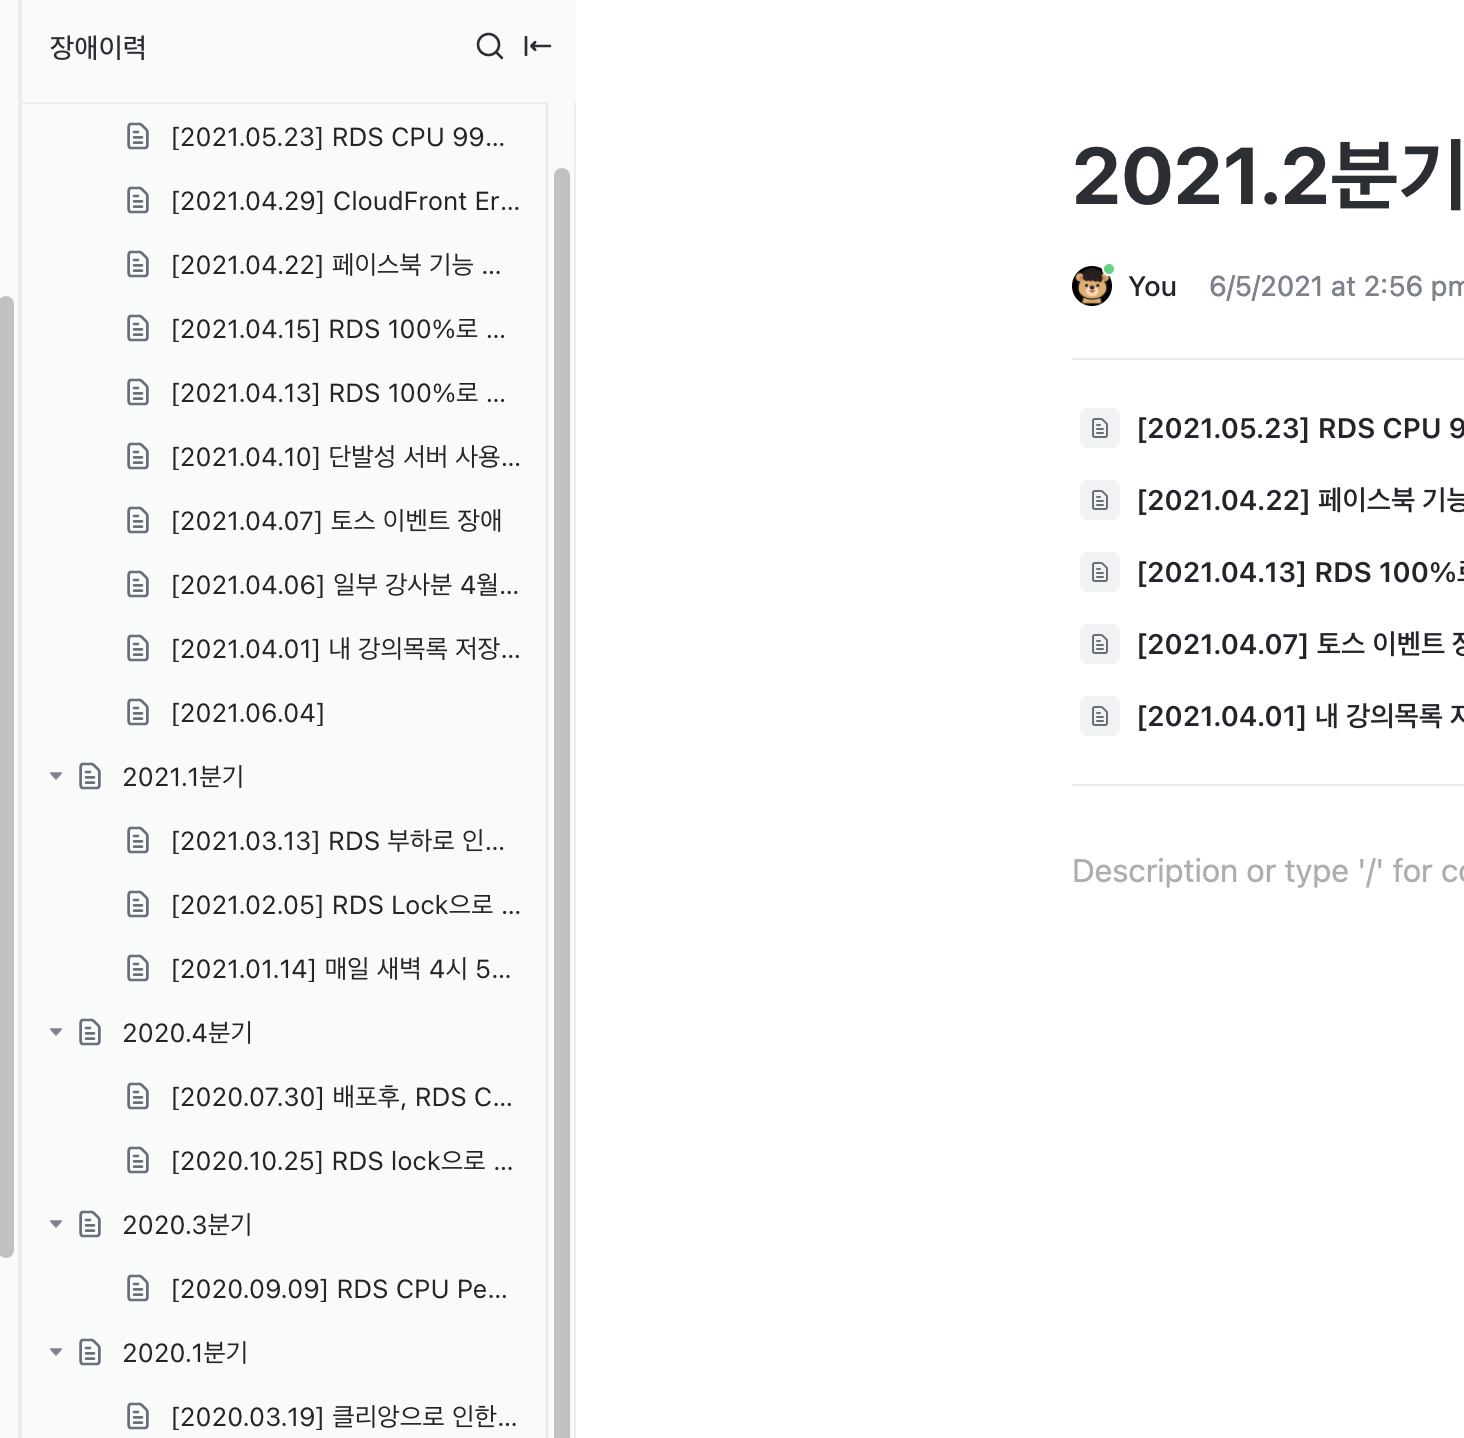 장애이력
[2021.05.23] RDS CPU 99...
[2021.04.29] CloudFront Er...
[2021.04.22] 페이스북 기능 ...
[2021.04.15] RDS 100%로 ...
[2021.04.13] RDS 100%로 ...
[2021.04.10] 단발성 서버 사용...
[2021.04.07] 토스 이벤트 장애
[2021.04.06] 일부 강사분 4월...
[2021.04.01] 내 강의목록 저장...
[2021.06.04]
2021.1분기
[2021.03.13] RDS 부하로 인...
[2021.02.05] RDS Lock으로 ...
[2021.01.14] 매일 새벽 4시 5...
2020.4분기
[2020.07.30] 배포후, RDS C...
[2020.10.25] RDS lock으로 ...
2020.3분기
[2020.09.09] RDS CPU Pe...
2020.1분기
[2020.03.19] 클리앙으로 인한...
2021.2분기
You 6/5/2021 at 2:56 pm
[2021.05.23] RDS CPU 9
[2021.04.22] 페이스북 기능
[2021.04.13] RDS 100%로
[2021.04.07] 토스 이벤트
[2021.04.01] 내 강의목록
Description or type '/' for